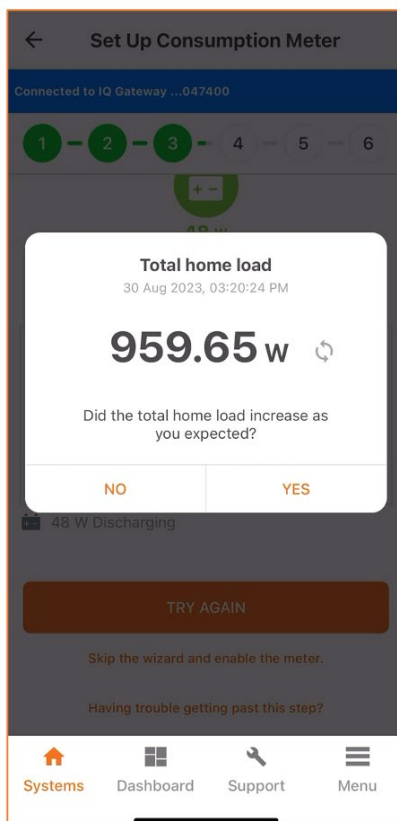 Set Up Consumption Meter
Connected to IQ Gateway ...047400
1 2 3 4 5 6
48 W
Total home load
30 Aug 2023, 03:20:24 PM
959.65 W
Did the total home load increase as
you expected?
NO YES
48 W Discharging
TRY AGAIN
Skip the wizard and enable the meter.
Having trouble getting past this step?
Systems Dashboard Support Menu